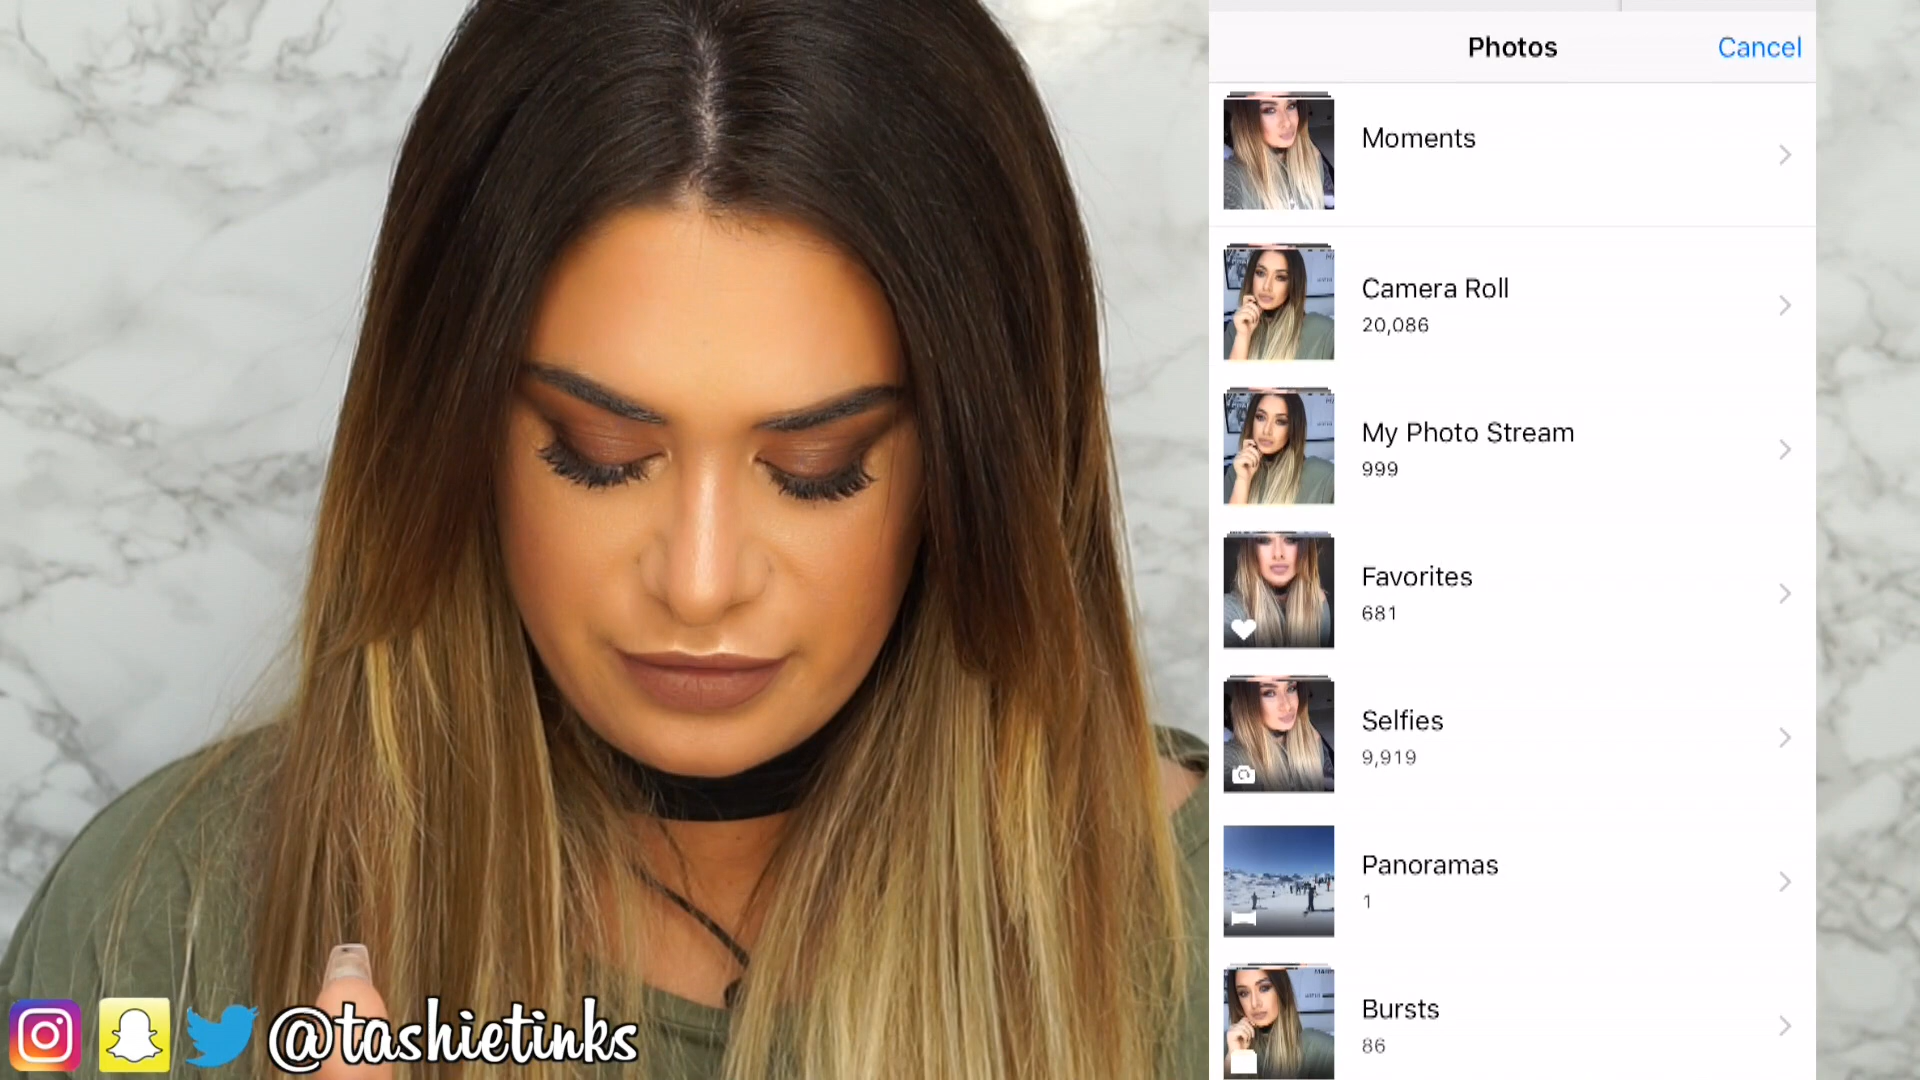 Photos
Cancel
Moments
Camera Roll
20,086
My Photo Stream
999
Favorites
681
Selfies
9,919
Panoramas
1
Bursts
86
@tashietinks